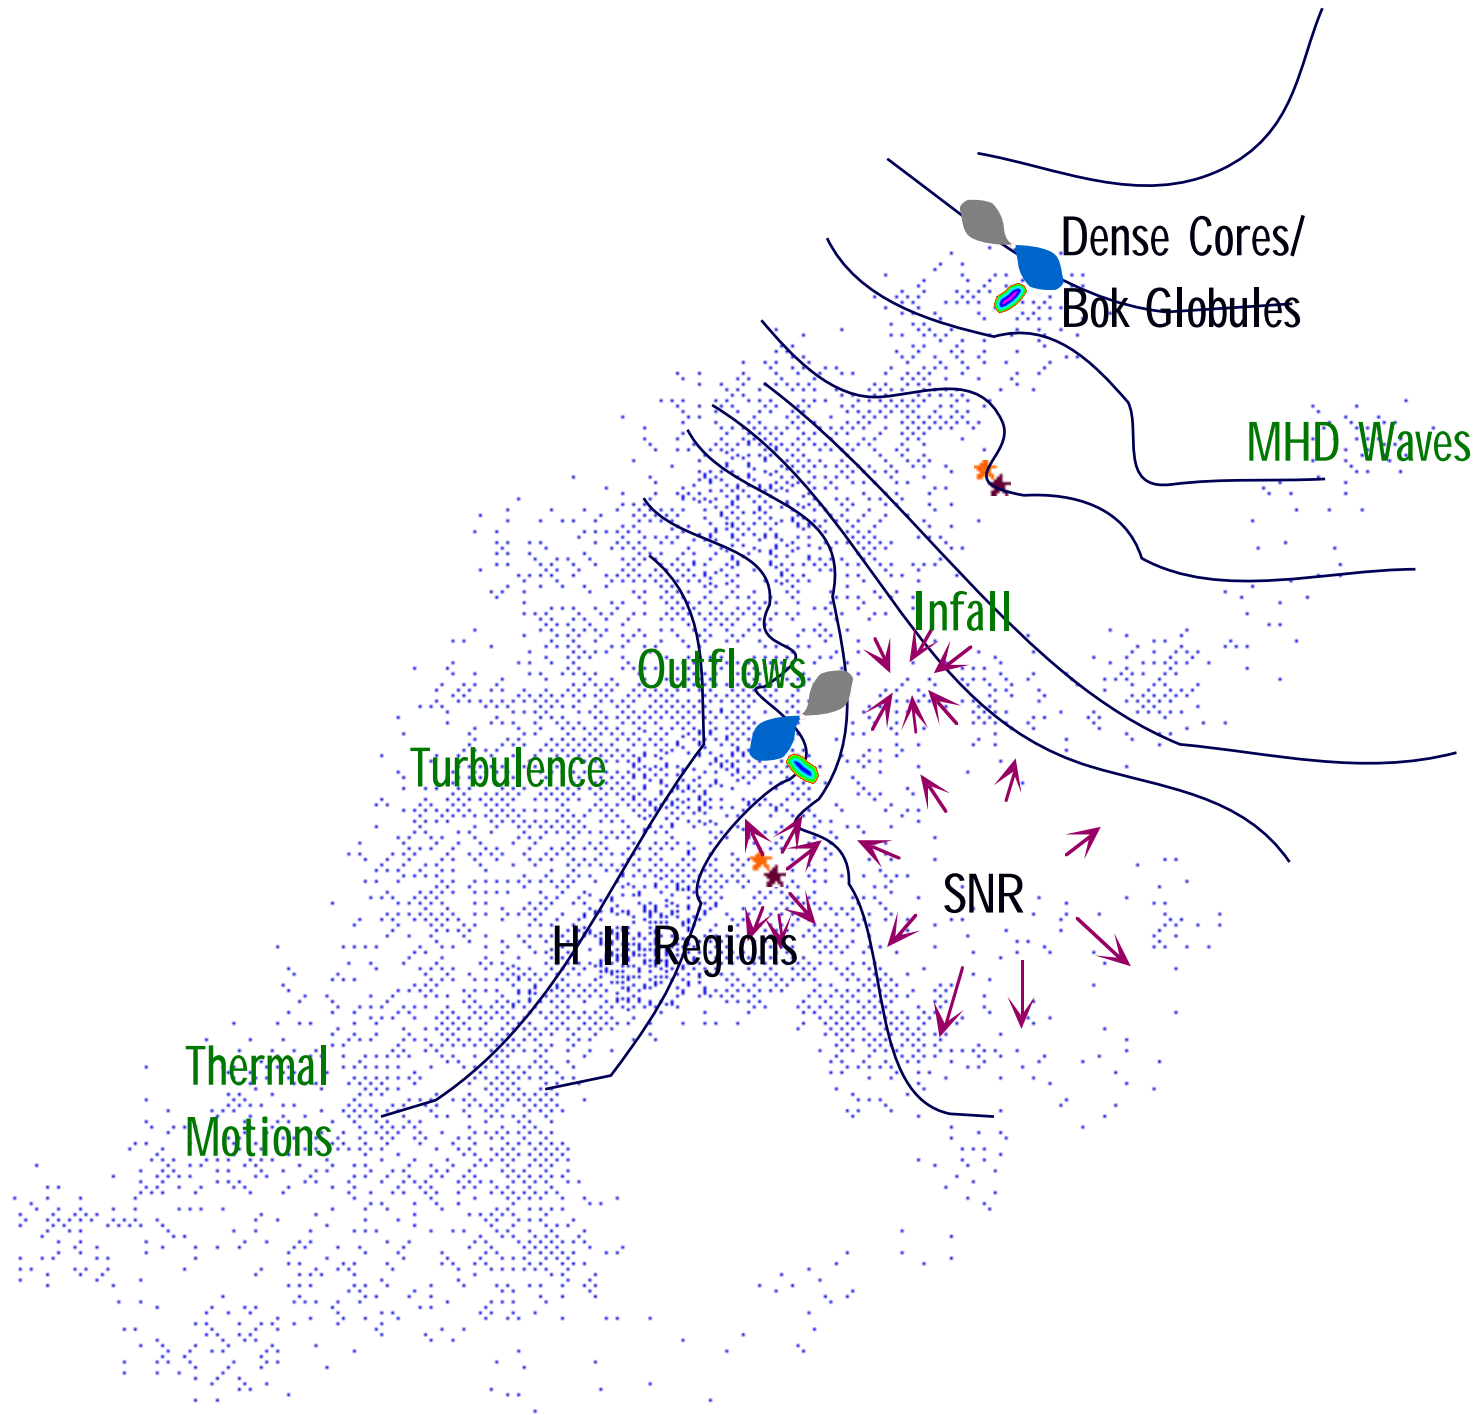 Dense Cores/
Bok Globules
MHD Waves
Infall
Outflows
Turbulence
SNR
H II Regions
Thermal
Motions